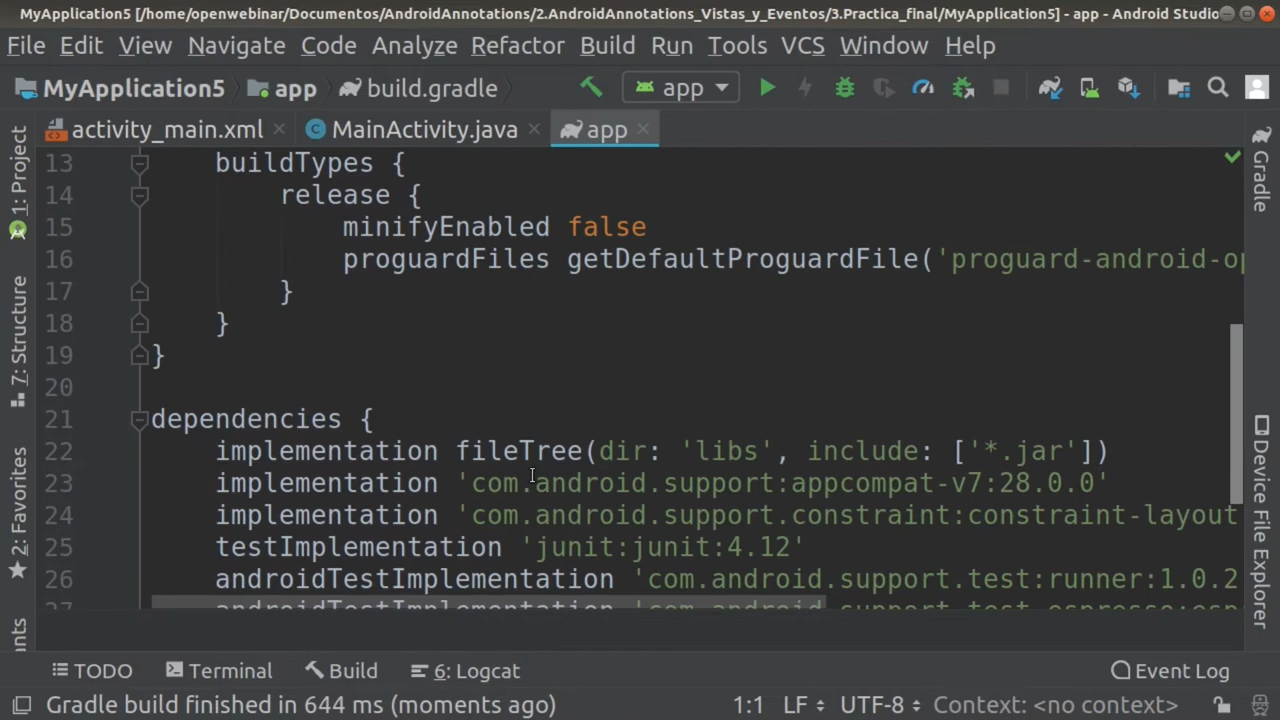 MyApplication5 [/home/openwebinar/Documentos/AndroidAnnotations/2.AndroidAnnotations_Vistas_y_Eventos/3.Practica_final/MyApplication5] - app - Android Studio
File Edit View Navigate Code Analyze Refactor Build Run Tools VCS Window Help
MyApplication5 app build.gradle app
activity_main.xml MainActivity.java app
1: Project
7: Structure
2: Favorites
13 buildTypes {
14 release {
15 minifyEnabled false
16 proguardFiles getDefaultProguardFile('proguard-android-op
17 }
18 }
19 }
20
21 dependencies {
22 implementation fileTree(dir: 'libs', include: ['*.jar'])
23 implementation 'com.android.support:appcompat-v7:28.0.0'
24 implementation 'com.android.support.constraint:constraint-layout
25 testImplementation 'junit:junit:4.12'
26 androidTestImplementation 'com.android.support.test:runner:1.0.2
Gradle
Device File Explorer
TODO Terminal Build 6: Logcat Event Log
Gradle build finished in 644 ms (moments ago) 1:1 LF UTF-8 Context: <no context>